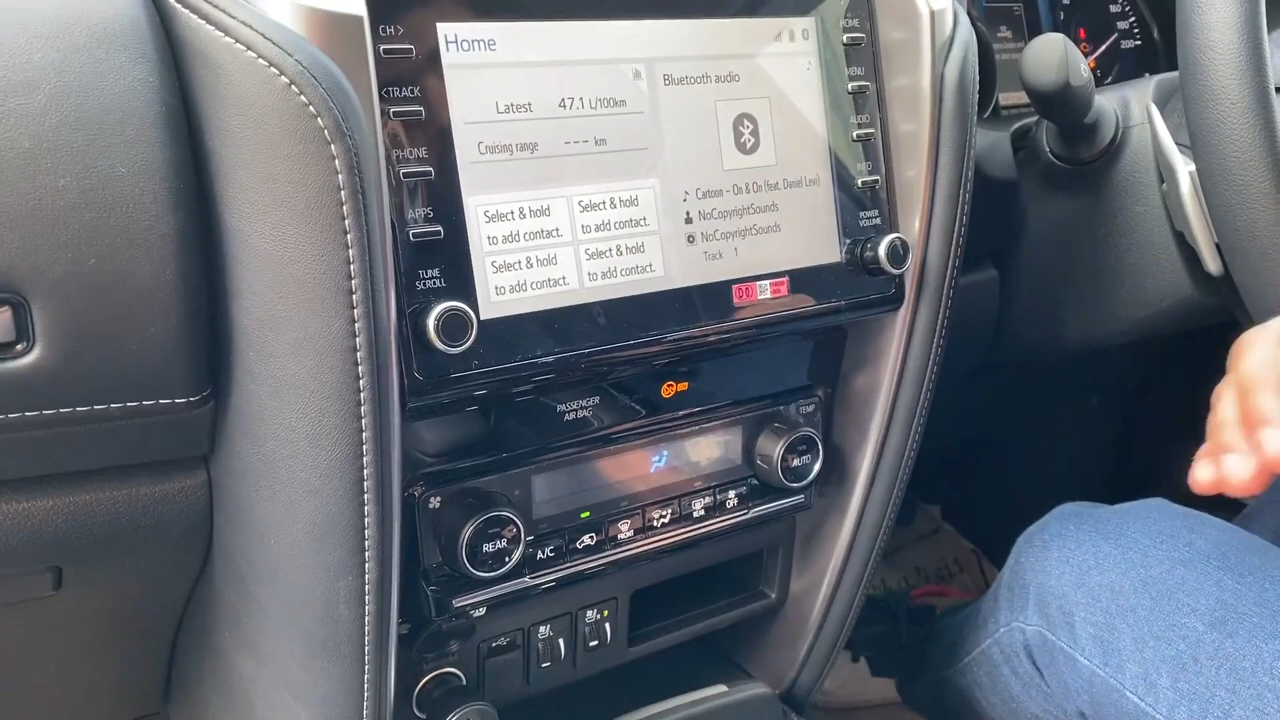 CH >
<TRACK
PHONE
APPS
TUNE
SCROLL
Home
Latest 47.1 L/100km
Cruising range --- km
Select & hold
to add contact.
Select & hold
to add contact.
Select & hold
to add contact.
Select & hold
to add contact.
Bluetooth audio
Cartoon - On & On (feat. Daniel Levi)
NoCopyrightSounds
NoCopyrightSounds
Track 1
HOME
MENU
AUDIO
INFO
POWER
VOLUME
160
180
200
PASSENGER
AIR BAG
TEMP
AUTO
REAR
A/C
FRONT
REAR
OFF
L
R